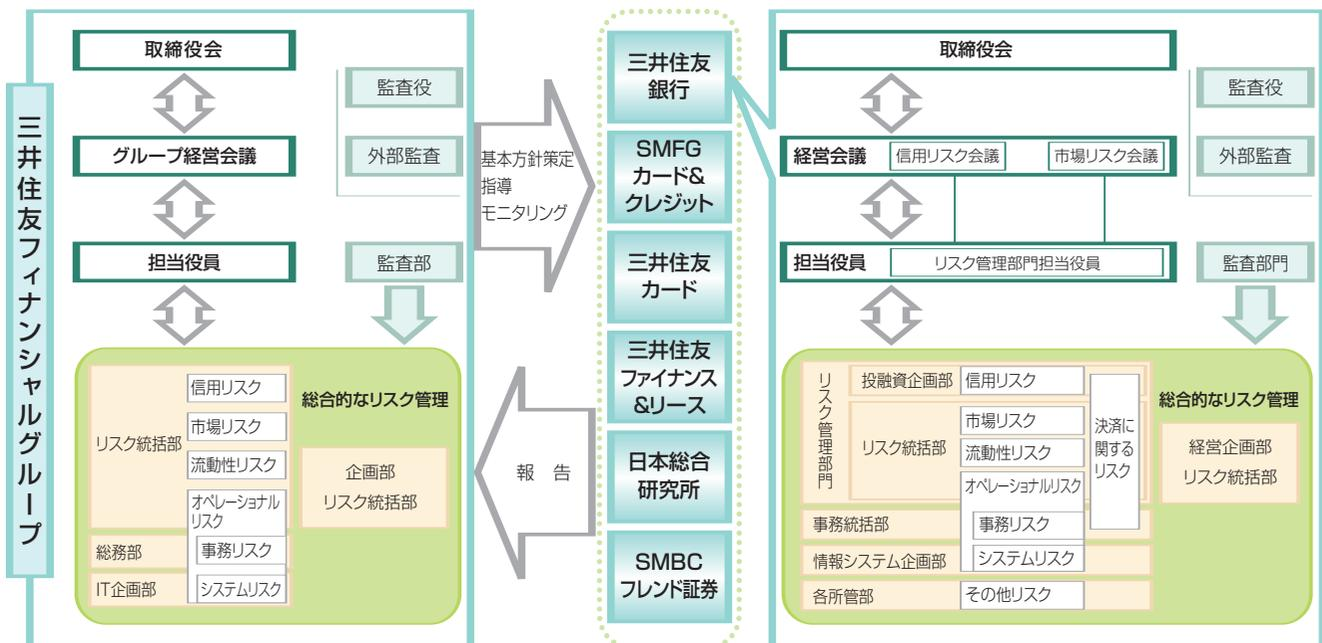 三井住友フィナンシャルグループ
取締役会
監査役
グループ経営会議
外部監査
担当役員
監査部
リスク統括部
信用リスク
市場リスク
流動性リスク
オペレーショナル
リスク
総務部
事務リスク
IT企画部
システムリスク
総合的なリスク管理
企画部
リスク統括部
基本方針策定
指導
モニタリング
報 告
三井住友
銀行
SMFG
カード&
クレジット
三井住友
カード
三井住友
ファイナンス
&リース
日本総合
研究所
SMBC
フレンド証券
取締役会
監査役
経営会議
信用リスク会議
市場リスク会議
外部監査
担当役員
リスク管理部門担当役員
監査部門
リスク管理部門
投融資企画部
信用リスク
リスク統括部
市場リスク
流動性リスク
オペレーショナルリスク
決済に
関する
リスク
事務統括部
事務リスク
情報システム企画部
システムリスク
各所管部
その他リスク
総合的なリスク管理
経営企画部
リスク統括部